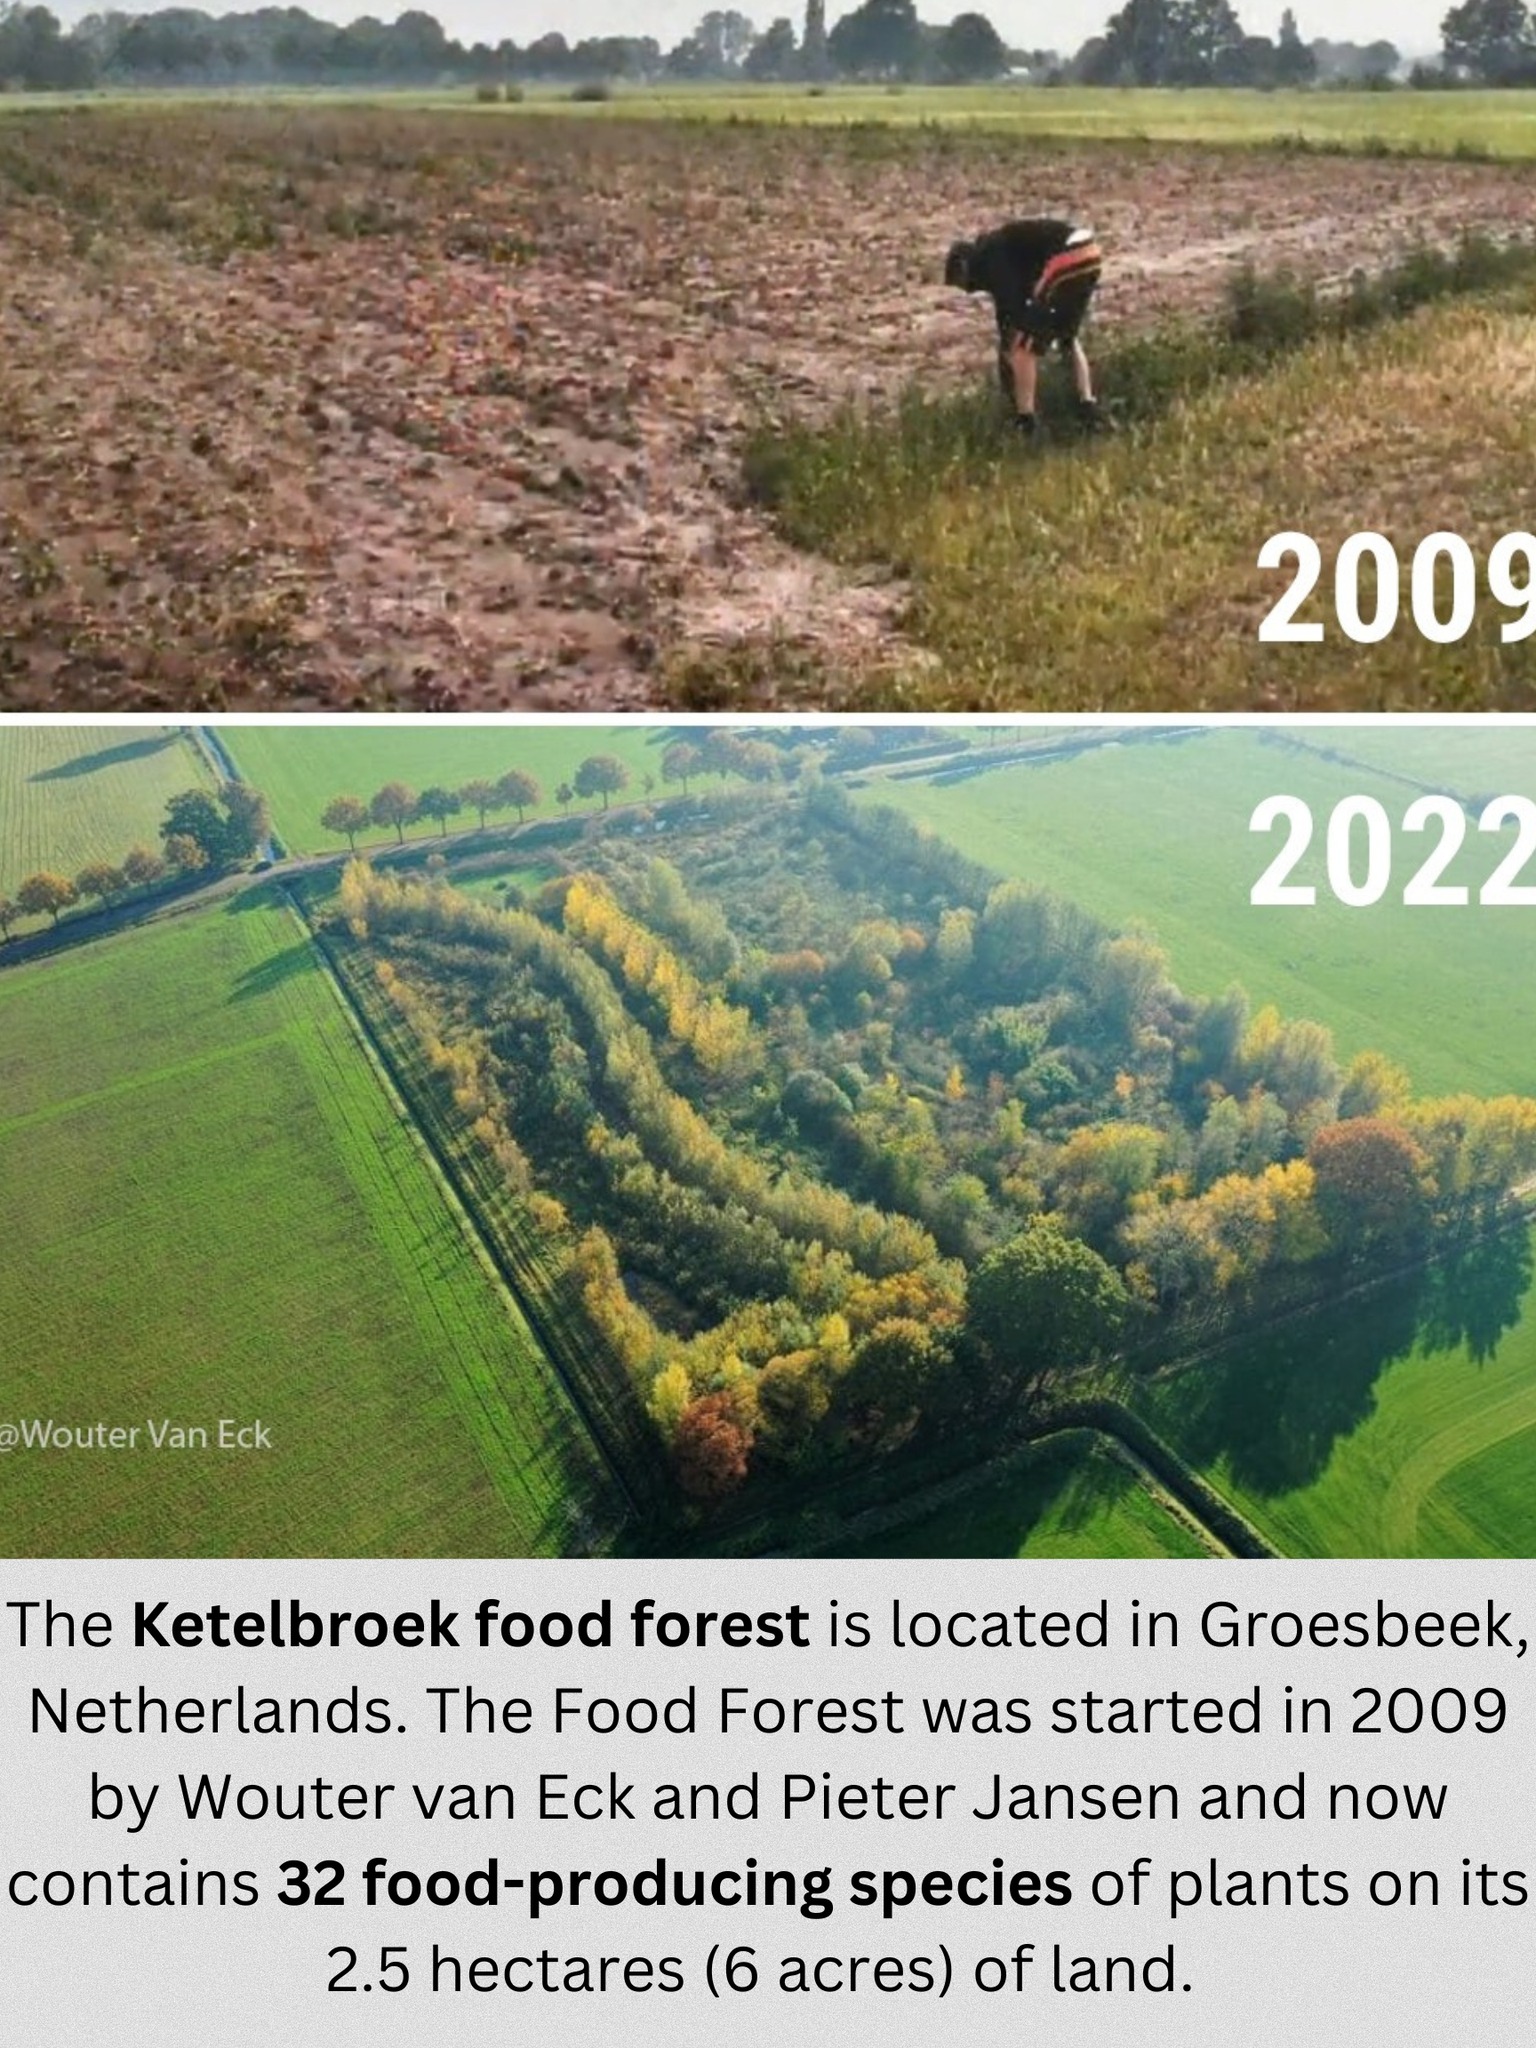 2009
2022
@Wouter Van Eck
The Ketelbroek food forest is located in Groesbeek,
Netherlands. The Food Forest was started in 2009
by Wouter van Eck and Pieter Jansen and now
contains 32 food-producing species of plants on its
2.5 hectares (6 acres) of land.